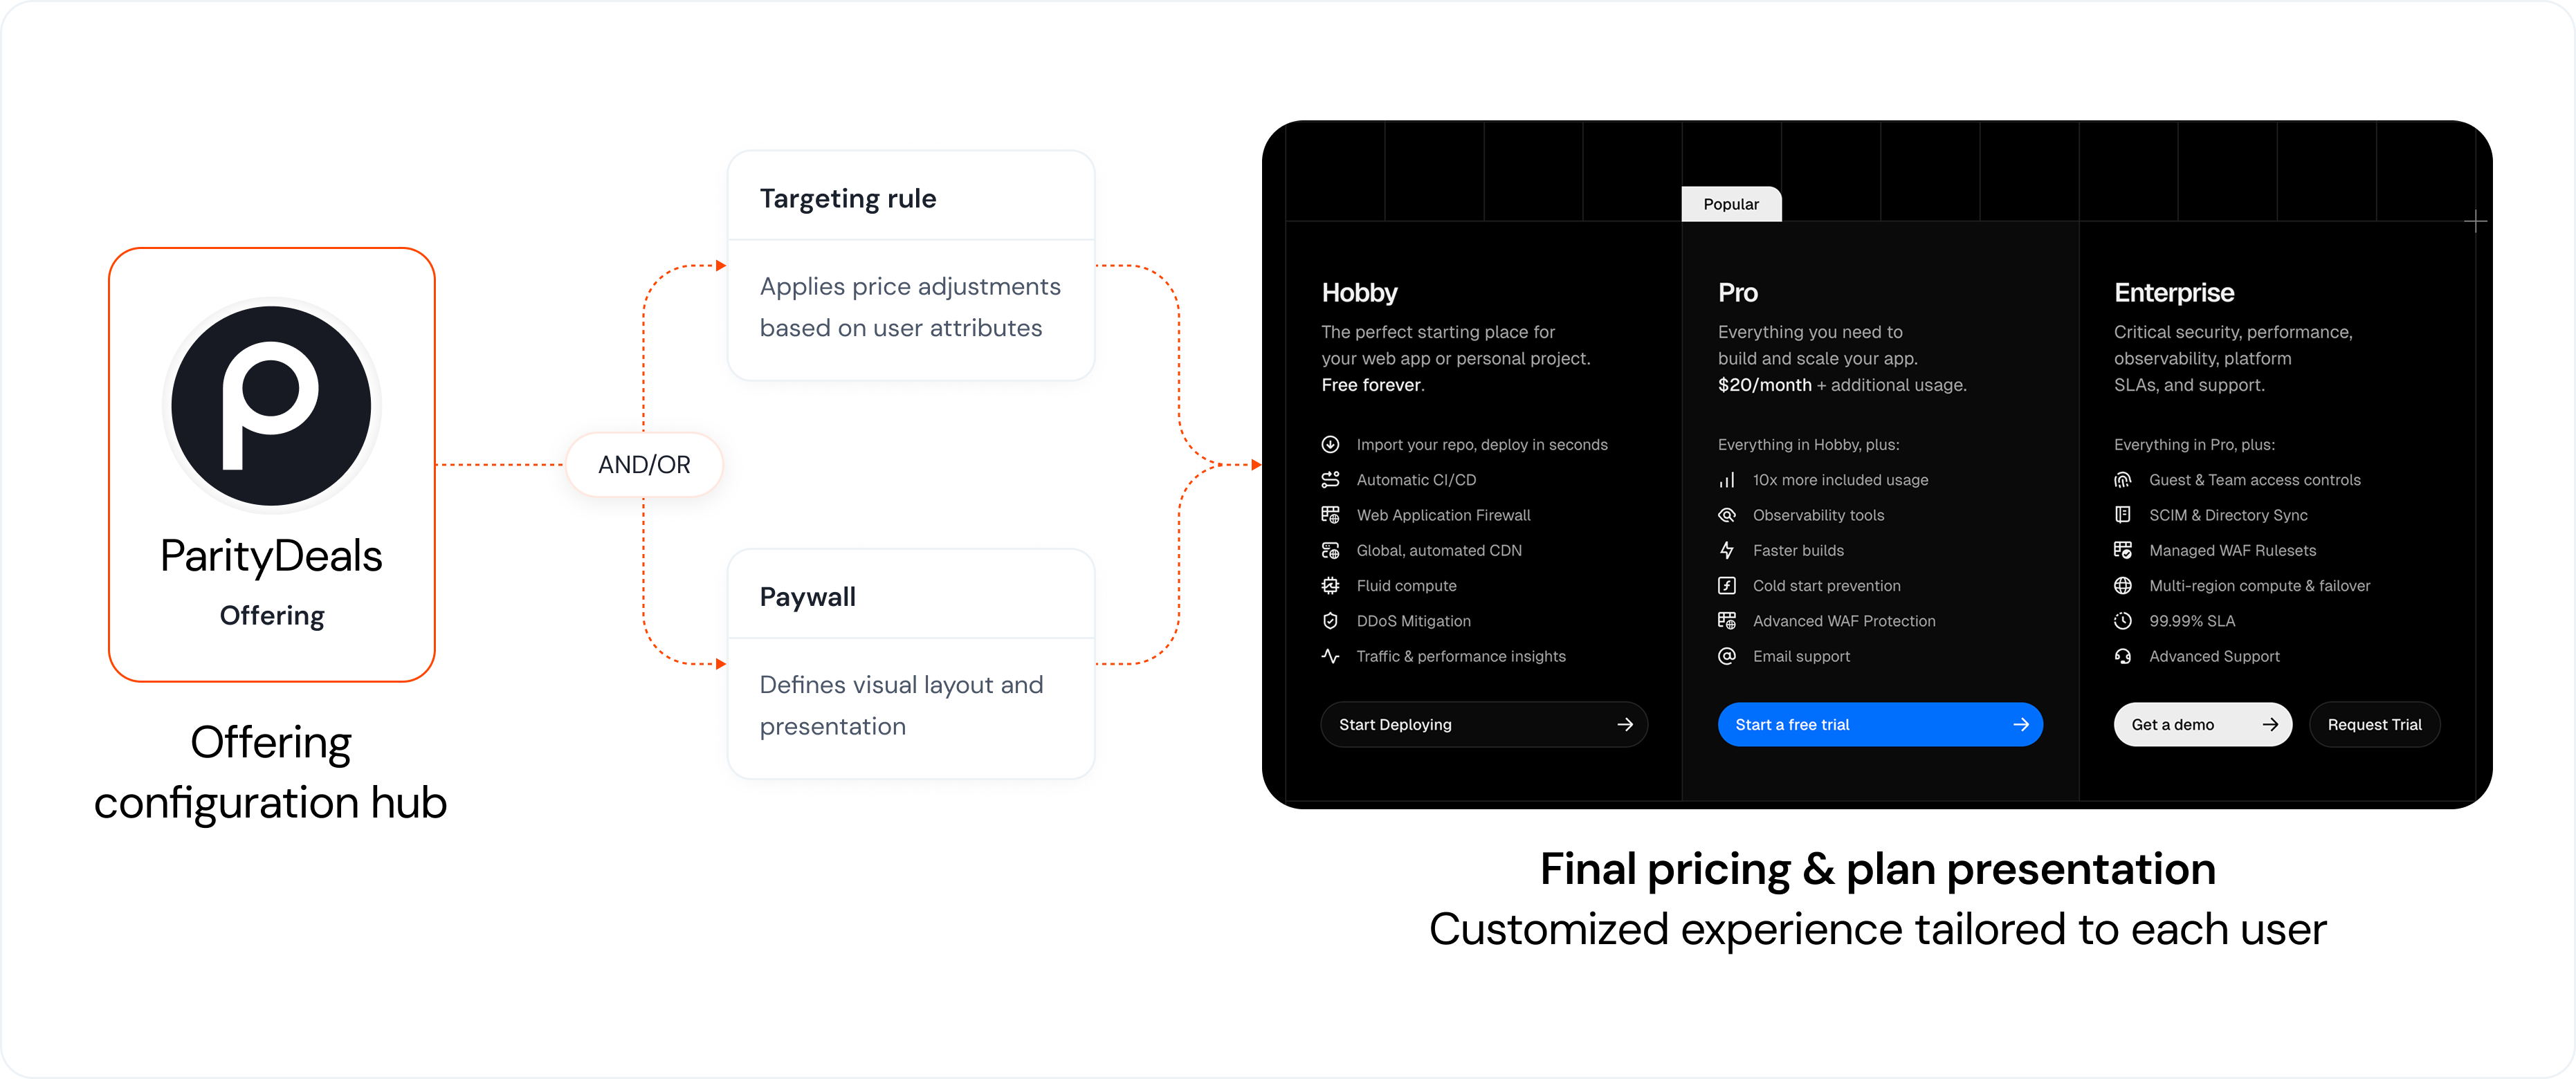 ParityDeals
Offering
Offering
configuration hub
AND/OR
Targeting rule
Applies price adjustments
based on user attributes
Paywall
Defines visual layout and
presentation
Popular
Hobby
The perfect starting place for
your web app or personal project.
Free forever.
Import your repo, deploy in seconds
Automatic CI/CD
Web Application Firewall
Global, automated CDN
Fluid compute
DDoS Mitigation
Traffic & performance insights
Start Deploying
Pro
Everything you need to
build and scale your app.
$20/month + additional usage.
Everything in Hobby, plus:
10x more included usage
Observability tools
Faster builds
Cold start prevention
Advanced WAF Protection
Email support
Start a free trial
Enterprise
Critical security, performance,
observability, platform
SLAs, and support.
Everything in Pro, plus:
Guest & Team access controls
SCIM & Directory Sync
Managed WAF Rulesets
Multi-region compute & failover
99.99% SLA
Advanced Support
Get a demo
Request Trial
Final pricing & plan presentation
Customized experience tailored to each user